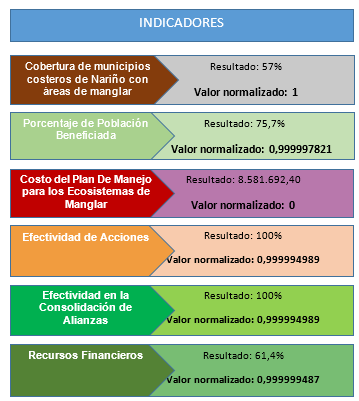 INDICADORES
Cobertura de municipios
costeros de Nariño con
áreas de manglar
Resultado: 57%
Valor normalizado: 1
Porcentaje de Población
Beneficiada
Resultado: 75,7%
Valor normalizado: 0,999997821
Costo del Plan De Manejo
para los Ecosistemas de
Manglar
Resultado: 8.581.692,40
Valor normalizado: 0
Efectividad de Acciones
Resultado: 100%
Valor normalizado: 0,999994989
Efectividad en la
Consolidación de
Alianzas
Resultado: 100%
Valor normalizado: 0,999994989
Recursos Financieros
Resultado: 61,4%
Valor normalizado: 0,999999487